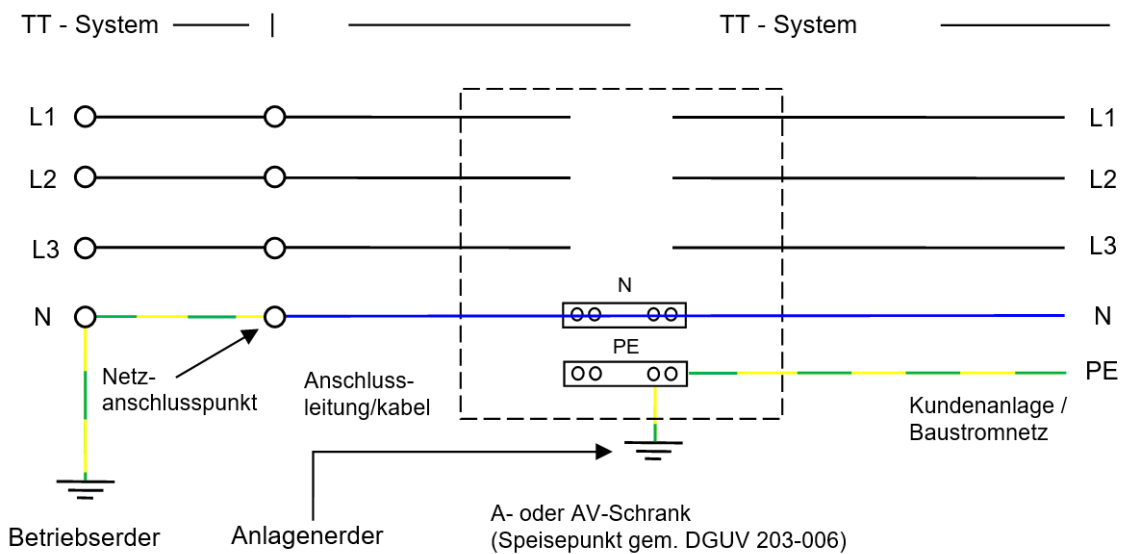 TT - System
TT - System
L1
L1
L2
L2
L3
L3
N
N
N
PE
PE
Netz-
anschlusspunkt
Anschluss-
leitung/kabel
Kundenanlage /
Baustromnetz
Betriebserder
Anlagenerder
A- oder AV-Schrank
(Speisepunkt gem. DGUV 203-006)